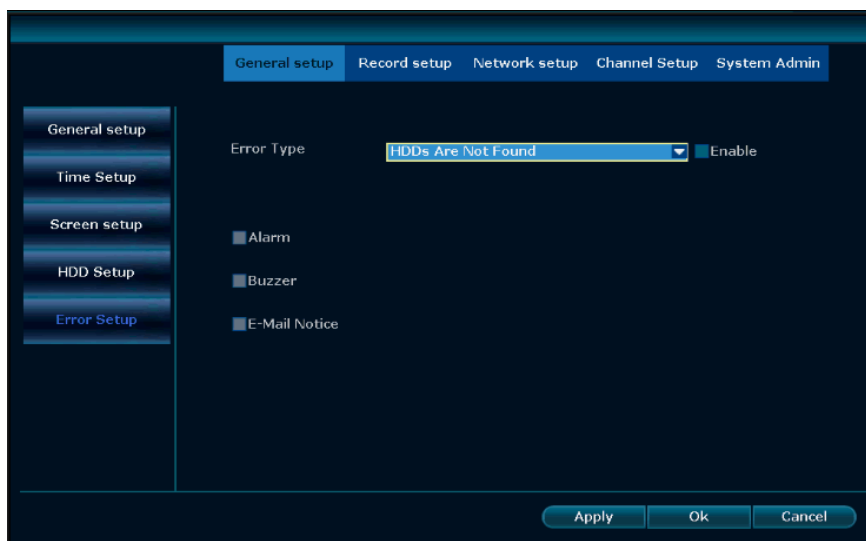 General setup Record setup Network setup Channel Setup System Admin
General setup
Time Setup
Screen setup
HDD Setup
Error Setup
Error Type HDDs Are Not Found Enable
Alarm
Buzzer
E-Mail Notice
Apply Ok Cancel